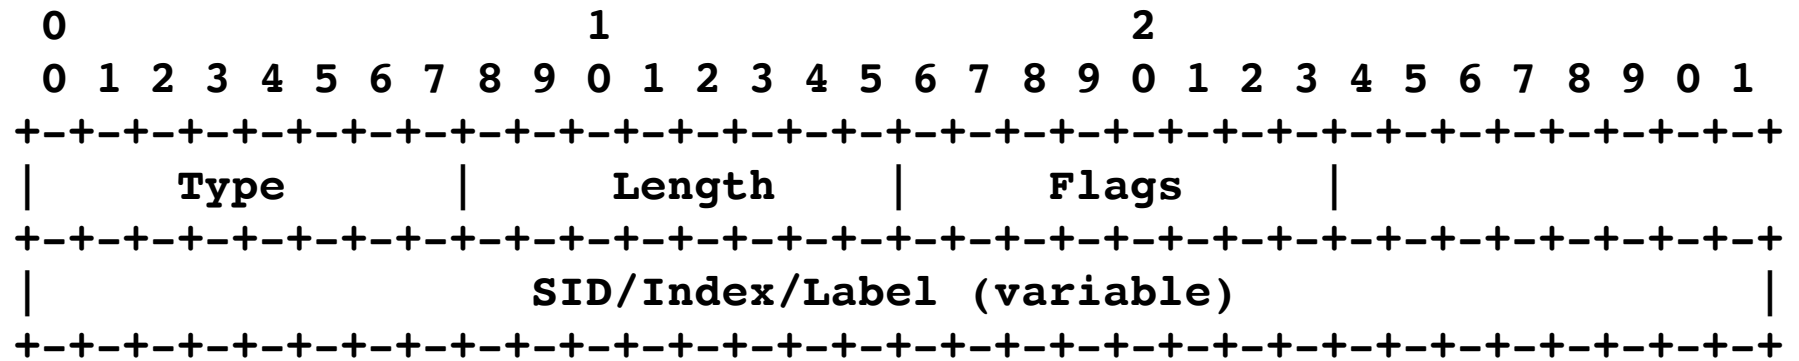 0                   1                   2
 0 1 2 3 4 5 6 7 8 9 0 1 2 3 4 5 6 7 8 9 0 1 2 3 4 5 6 7 8 9 0 1
+-+-+-+-+-+-+-+-+-+-+-+-+-+-+-+-+-+-+-+-+-+-+-+-+-+-+-+-+-+-+-+-+
|     Type      |     Length    |     Flags     |
+-+-+-+-+-+-+-+-+-+-+-+-+-+-+-+-+-+-+-+-+-+-+-+-+-+-+-+-+-+-+-+-+
|                  SID/Index/Label (variable)                   |
+-+-+-+-+-+-+-+-+-+-+-+-+-+-+-+-+-+-+-+-+-+-+-+-+-+-+-+-+-+-+-+-+